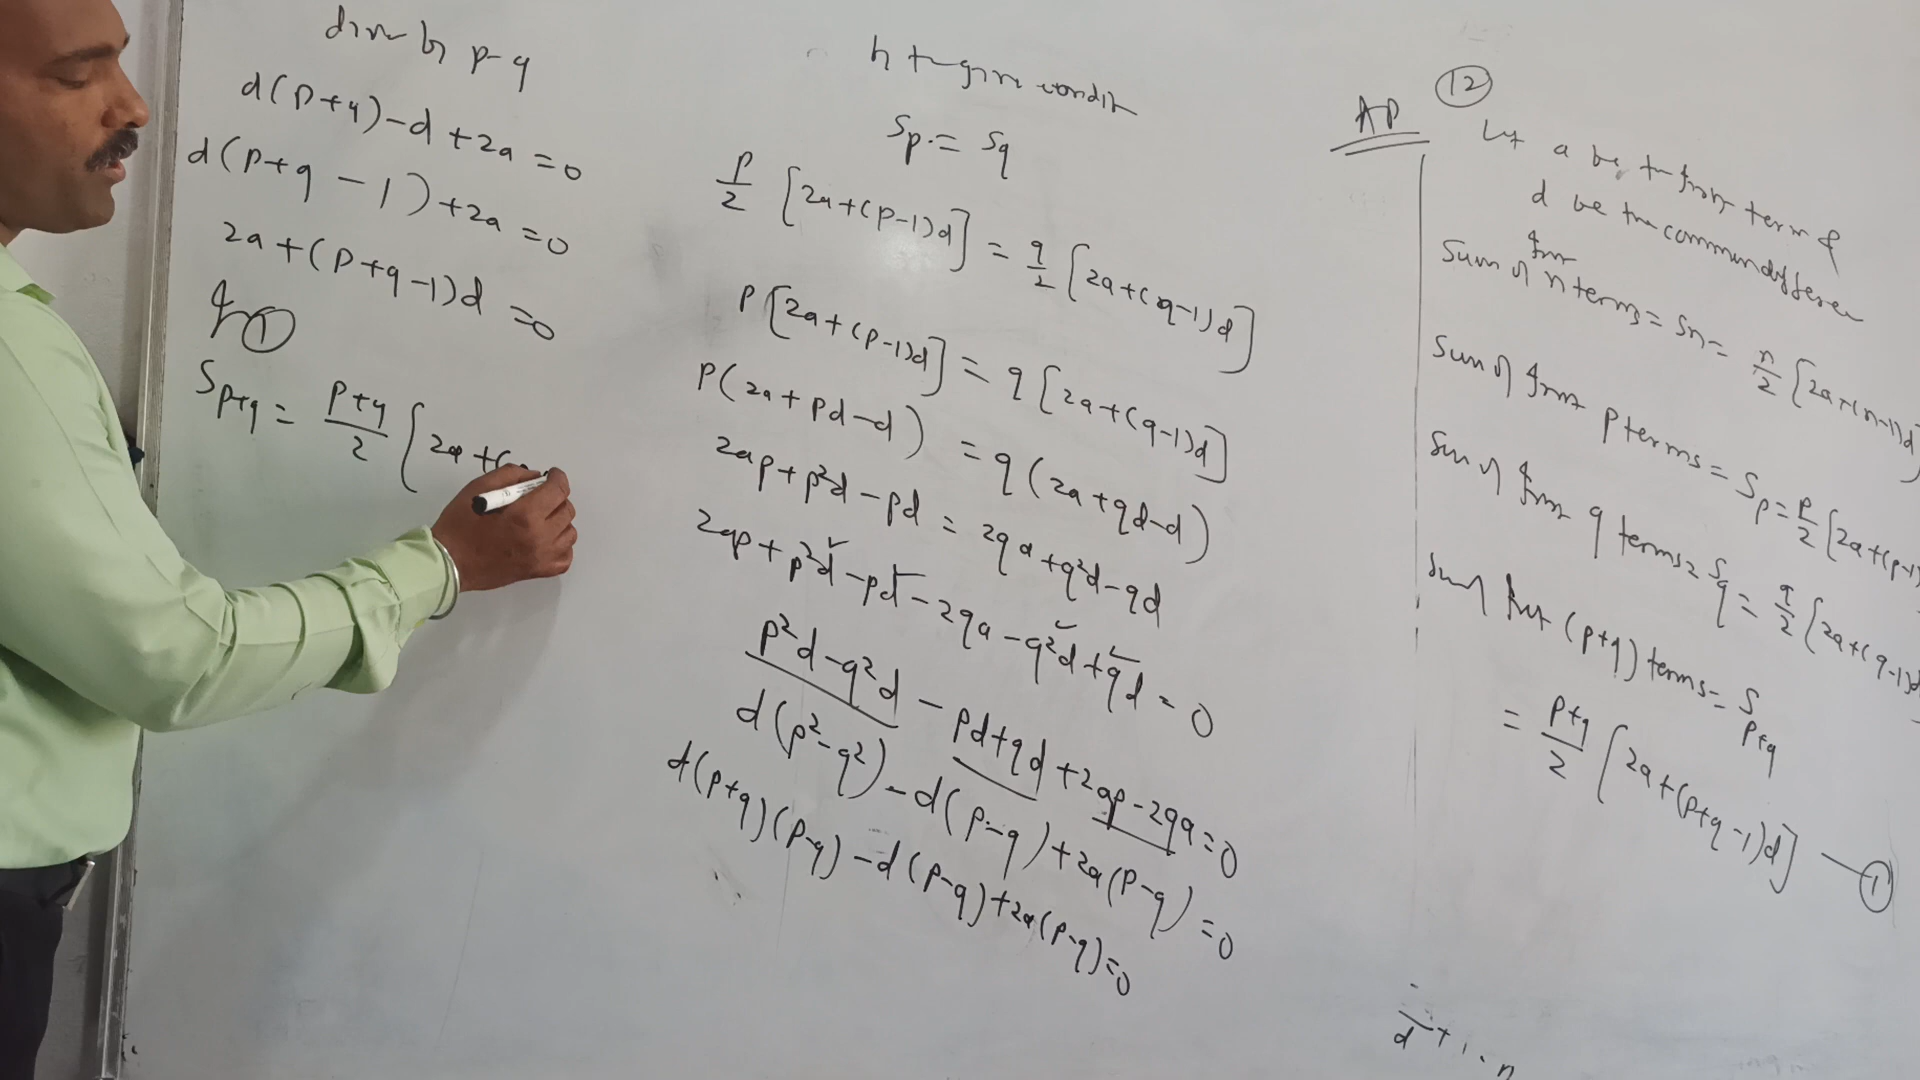 AP
12
Let a be the first term &
d be the common differen
Sum of first n terms = Sn = n/2 [2a+(n-1)d]
Sum of first p terms = Sp = p/2 [2a+(p-1)
Sum of first q terms = Sq = q/2 [2a+(q-1)d
Sum first (p+q) terms = Sp+q
= p+q/2 [2a+(p+q-1)d] — 1
given condi
Sp = Sq
p/2 [2a+(p-1)d] = q/2 [2a+(q-1)d]
p[2a+(p-1)d] = q[2a+(q-1)d]
p(2a+pd-d) = q(2a+qd-d)
2ap+p²d-pd = 2qa+q²d-qd
2ap+p²d-pd-2qa-q²d+qd=0
p²d-q²d-pd+qd+2ap-2qa=0
d(p²-q²)-d(p-q)+2a(p-q)=0
d(p+q)(p-q)-d(p-q)+2a(p-q)=0
by p-q
d(p+q)-d+2a=0
d(p+q-1)+2a=0
2a+(p+q-1)d=0
1
Sp+q = p+q/2 [2a+(